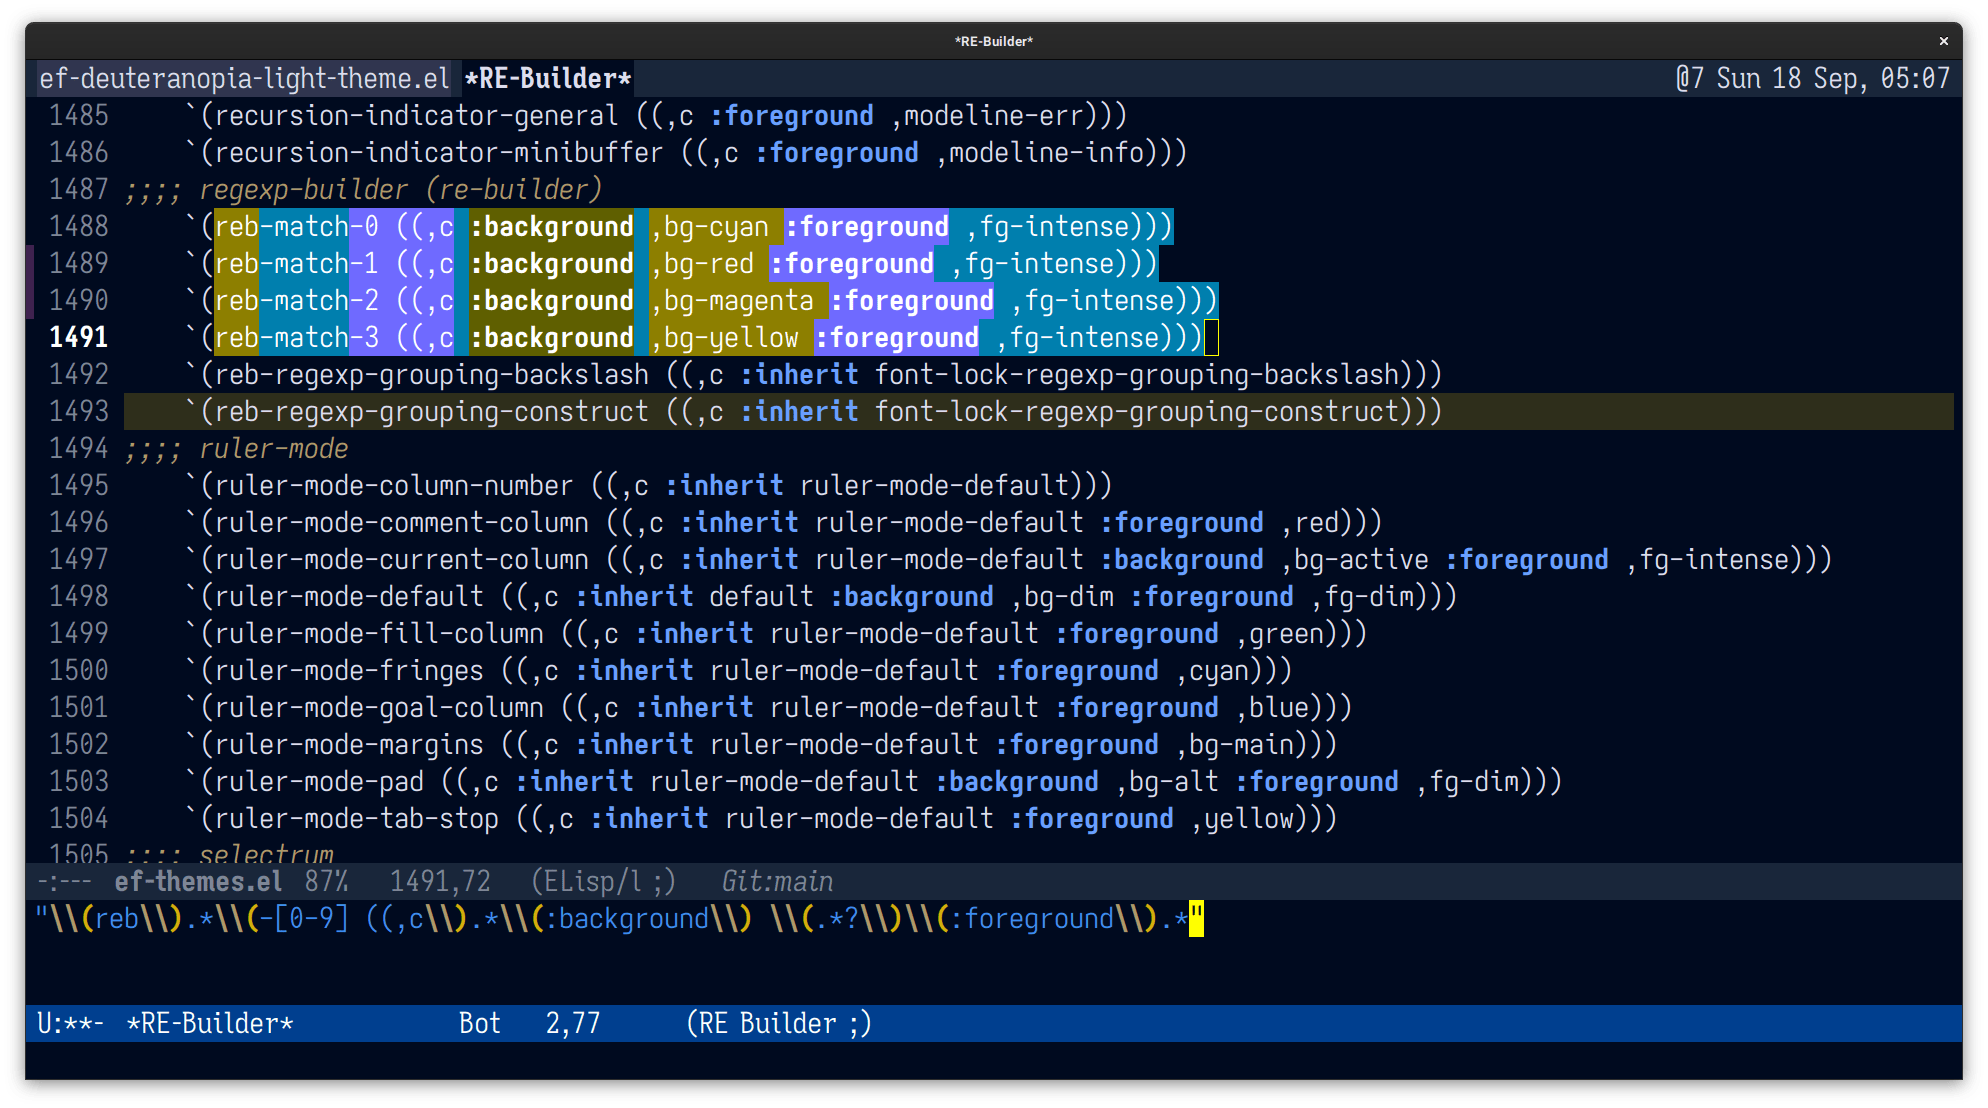 *RE-Builder* ×
ef-deuteranopia-light-theme.el *RE-Builder* @7 Sun 18 Sep, 05:07
1485     `(recursion-indicator-general ((,c :foreground ,modeline-err)))
1486     `(recursion-indicator-minibuffer ((,c :foreground ,modeline-info)))
1487 ;;;; regexp-builder (re-builder)
1488     `(reb-match-0 ((,c :background ,bg-cyan :foreground ,fg-intense)))
1489     `(reb-match-1 ((,c :background ,bg-red :foreground ,fg-intense)))
1490     `(reb-match-2 ((,c :background ,bg-magenta :foreground ,fg-intense)))
1491     `(reb-match-3 ((,c :background ,bg-yellow :foreground ,fg-intense)))
1492     `(reb-regexp-grouping-backslash ((,c :inherit font-lock-regexp-grouping-backslash)))
1493     `(reb-regexp-grouping-construct ((,c :inherit font-lock-regexp-grouping-construct)))
1494 ;;;; ruler-mode
1495     `(ruler-mode-column-number ((,c :inherit ruler-mode-default)))
1496     `(ruler-mode-comment-column ((,c :inherit ruler-mode-default :foreground ,red)))
1497     `(ruler-mode-current-column ((,c :inherit ruler-mode-default :background ,bg-active :foreground ,fg-intense)))
1498     `(ruler-mode-default ((,c :inherit default :background ,bg-dim :foreground ,fg-dim)))
1499     `(ruler-mode-fill-column ((,c :inherit ruler-mode-default :foreground ,green)))
1500     `(ruler-mode-fringes ((,c :inherit ruler-mode-default :foreground ,cyan)))
1501     `(ruler-mode-goal-column ((,c :inherit ruler-mode-default :foreground ,blue)))
1502     `(ruler-mode-margins ((,c :inherit ruler-mode-default :foreground ,bg-main)))
1503     `(ruler-mode-pad ((,c :inherit ruler-mode-default :background ,bg-alt :foreground ,fg-dim)))
1504     `(ruler-mode-tab-stop ((,c :inherit ruler-mode-default :foreground ,yellow)))
1505 ;;;; selectrum
-:--- ef-themes.el 87% 1491,72 (ELisp/l ;) Git:main
"\\(reb\\).*\\(-[0-9] ((,c\\).*\\(:background\\) \\(.*?\\)\\(:foreground\\).*"
U:**- *RE-Builder* Bot 2,77 (RE Builder ;)